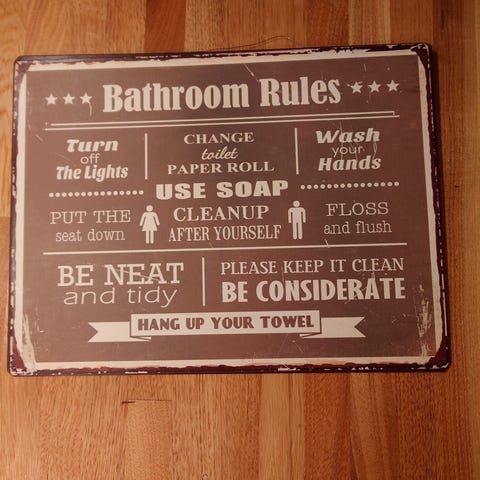 Bathroom Rules
Turn
off
The Lights
CHANGE
toilet
PAPER ROLL
Wash
your
Hands
USE SOAP
PUT THE
seat down
CLEANUP
AFTER YOURSELF
FLOSS
and flush
BE NEAT
and tidy
PLEASE KEEP IT CLEAN
BE CONSIDERATE
HANG UP YOUR TOWEL